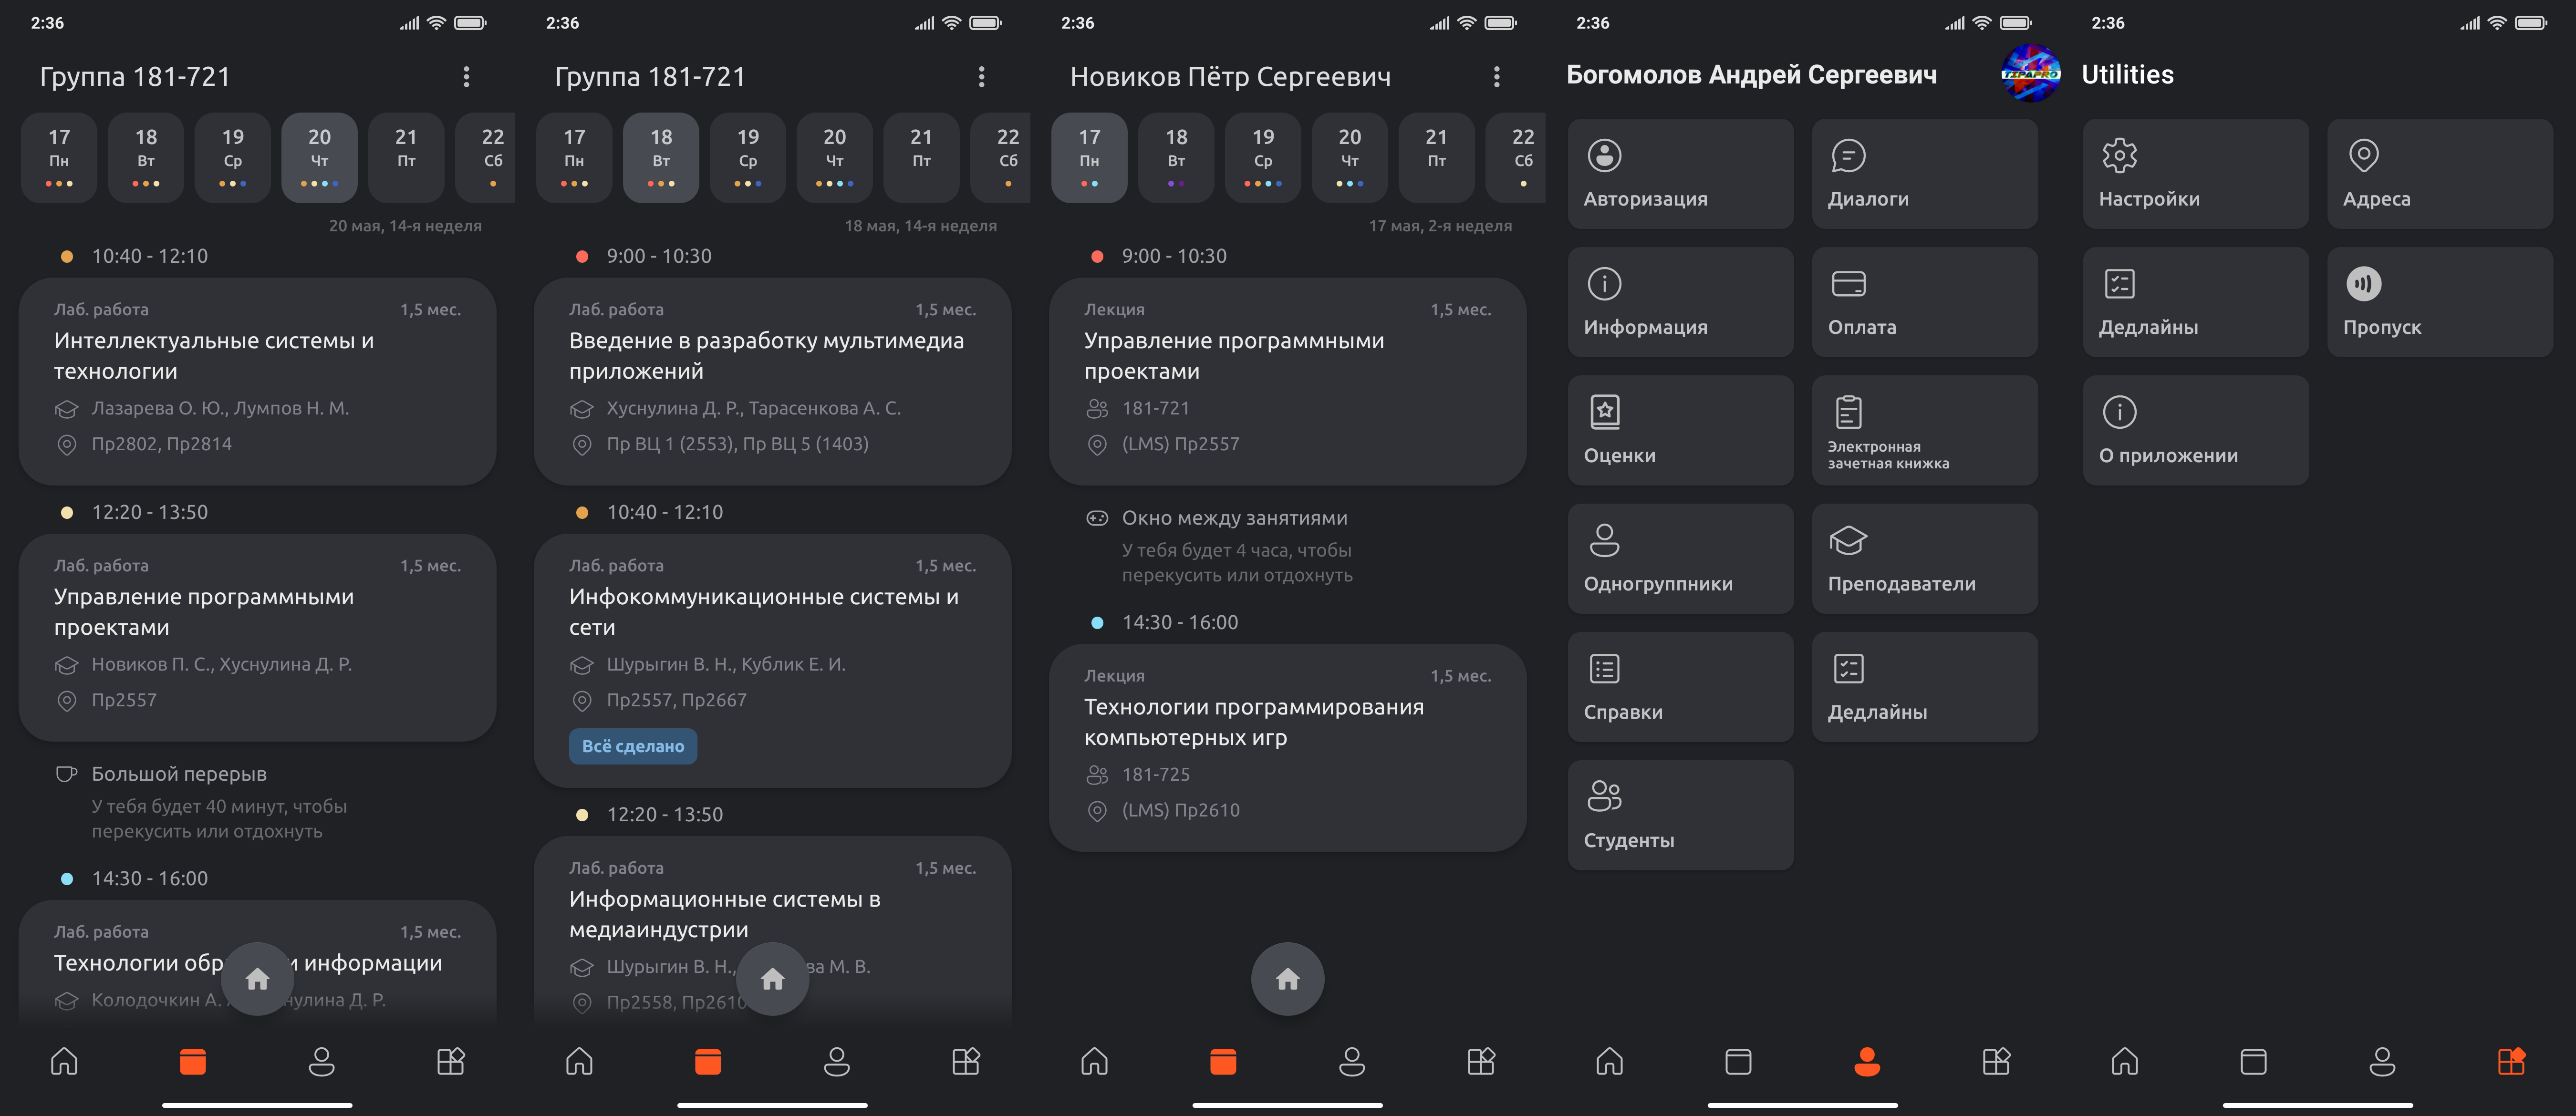 2:36
Группа 181-721
17
Пн
18
Вт
19
Ср
20
Чт
21
Пт
22
Сб
20 мая, 14-я неделя
10:40 - 12:10
Лаб. работа
1,5 мес.
Интеллектуальные системы и
технологии
Лазарева О. Ю., Лумпов Н. М.
Пр2802, Пр2814
12:20 - 13:50
Лаб. работа
1,5 мес.
Управление программными
проектами
Новиков П. С., Хуснулина Д. Р.
Пр2557
Большой перерыв
У тебя будет 40 минут, чтобы
перекусить или отдохнуть
14:30 - 16:00
Лаб. работа
1,5 мес.
Технологии обр и информации
Колодочкин А. нулина Д. Р.
2:36
Группа 181-721
17
Пн
18
Вт
19
Ср
20
Чт
21
Пт
22
Сб
18 мая, 14-я неделя
9:00 - 10:30
Лаб. работа
1,5 мес.
Введение в разработку мультимедиа
приложений
Хуснулина Д. Р., Тарасенкова А. С.
Пр ВЦ 1 (2553), Пр ВЦ 5 (1403)
10:40 - 12:10
Лаб. работа
1,5 мес.
Инфокоммуникационные системы и
сети
Шурыгин В. Н., Кублик Е. И.
Пр2557, Пр2667
Всё сделано
12:20 - 13:50
Лаб. работа
1,5 мес.
Информационные системы в
медиаиндустрии
Шурыгин В. Н., ва М. В.
Пр2558, Пр2610
2:36
Новиков Пётр Сергеевич
17
Пн
18
Вт
19
Ср
20
Чт
21
Пт
22
Сб
17 мая, 2-я неделя
9:00 - 10:30
Лекция
1,5 мес.
Управление программными
проектами
181-721
(LMS) Пр2557
Окно между занятиями
У тебя будет 4 часа, чтобы
перекусить или отдохнуть
14:30 - 16:00
Лекция
1,5 мес.
Технологии программирования
компьютерных игр
181-725
(LMS) Пр2610
2:36
Богомолов Андрей Сергеевич
TIPAPRO
Авторизация
Диалоги
Информация
Оплата
Оценки
Электронная
зачетная книжка
Одногруппники
Преподаватели
Справки
Дедлайны
Студенты
2:36
Utilities
Настройки
Адреса
Дедлайны
Пропуск
О приложении